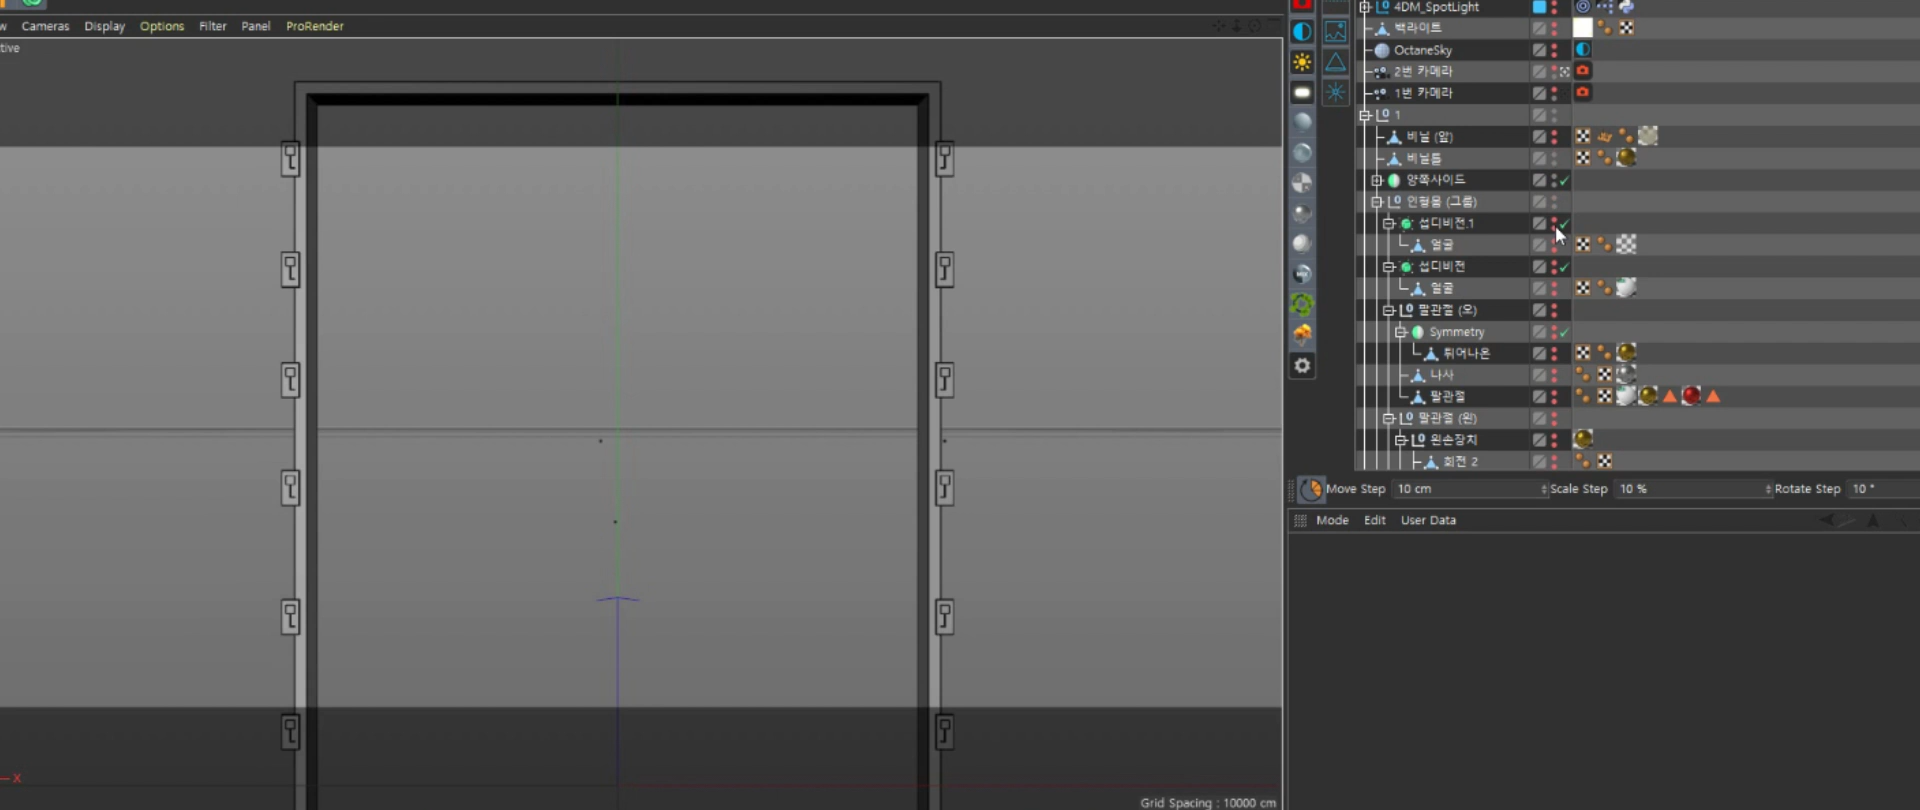 w Cameras Display Options Filter Panel ProRender
tive
X
Grid Spacing : 10000 cm
4DM_SpotLight
백라이트
OctaneSky
2번 카메라
1번 카메라
1
비닐 (앞)
비닐틀
양쪽사이드
인형몸 (그룹)
섭디비전.1
얼굴
섭디비전
얼굴
팔관절 (오)
Symmetry
튀어나온
나사
팔관절
팔관절 (왼)
왼손장치
회전 2
Move Step 10 cm Scale Step 10 % Rotate Step 10 °
Mode Edit User Data